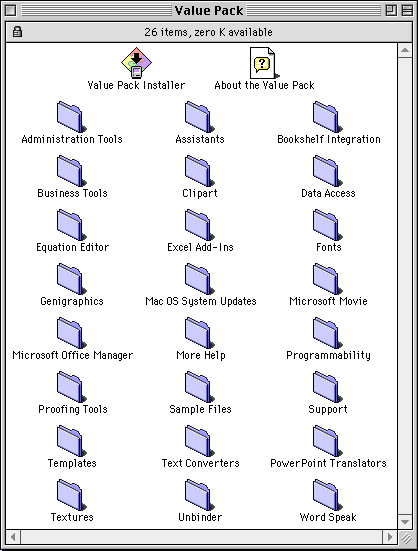 Value Pack
26 items, zero K available
Value Pack Installer About the Value Pack
Administration Tools Assistants Bookshelf Integration
Business Tools Clipart Data Access
Equation Editor Excel Add-Ins Fonts
Genigraphics Mac OS System Updates Microsoft Movie
Microsoft Office Manager More Help Programmability
Proofing Tools Sample Files Support
Templates Text Converters PowerPoint Translators
Textures Unbinder Word Speak